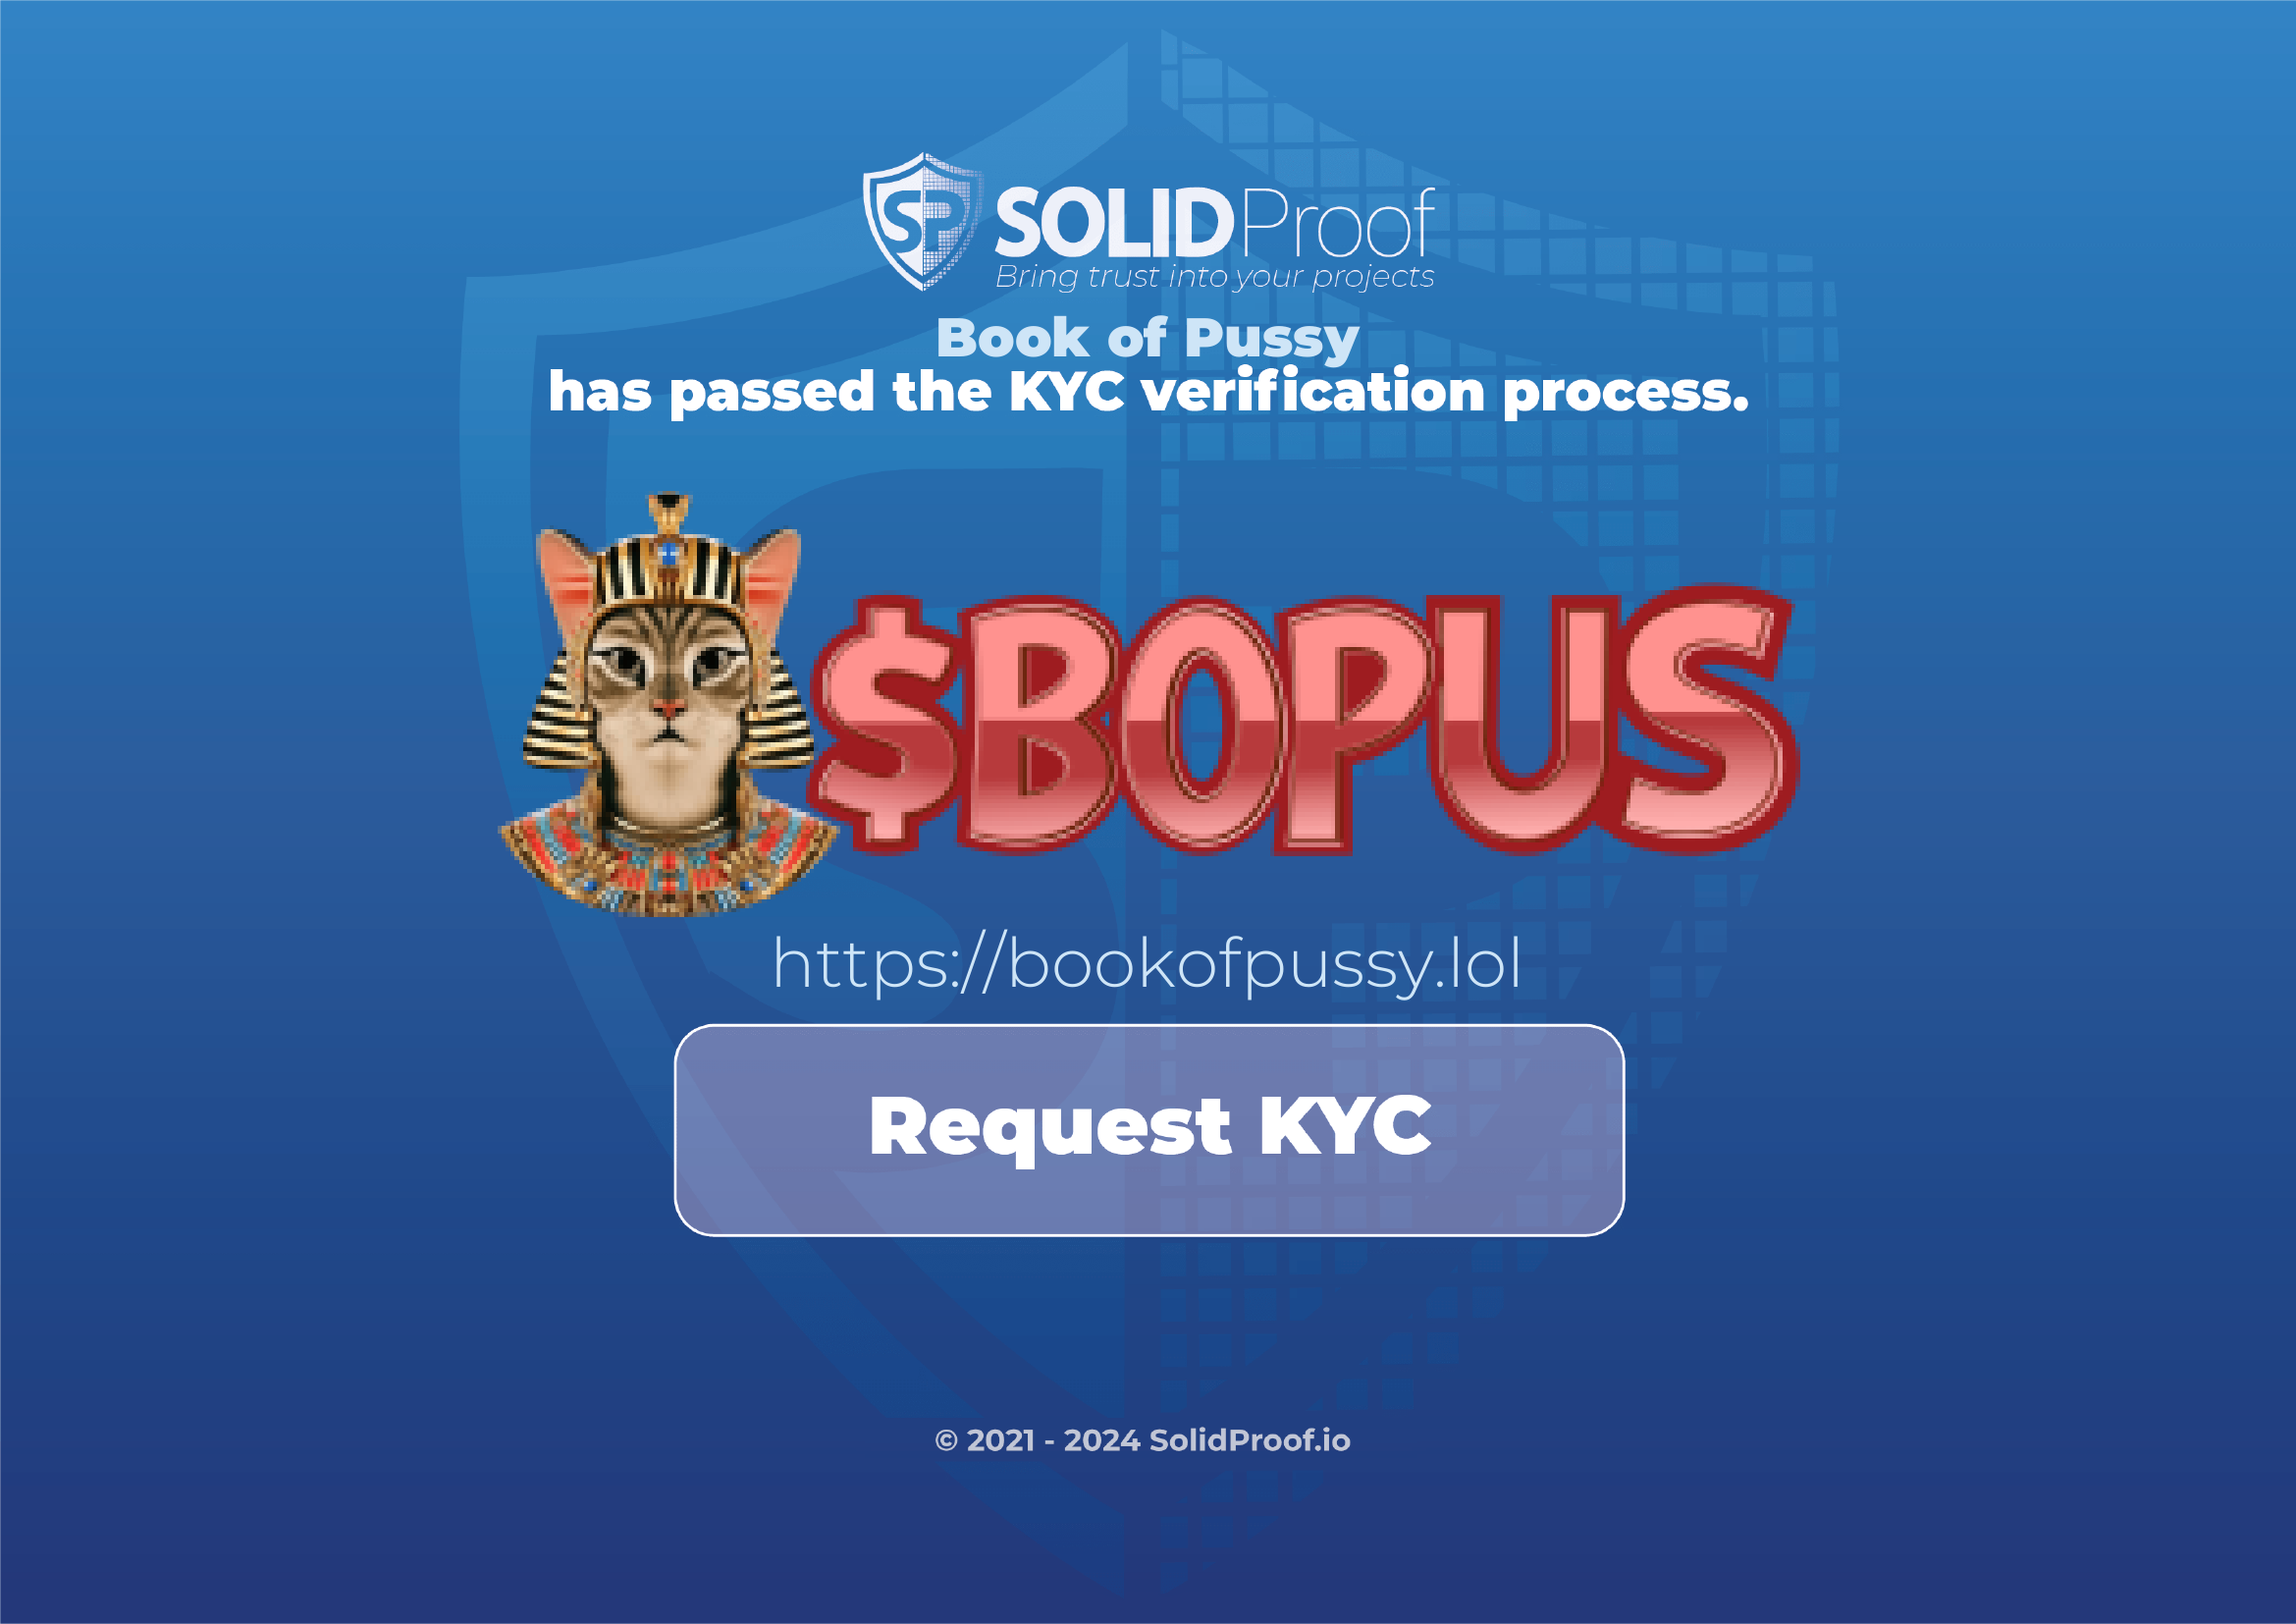 SP SOLIDProof
Bring trust into your projects
Book of Pussy
has passed the KYC verification process.
$BOPUS
https://bookofpussy.lol
Request KYC
© 2021 - 2024 SolidProof.io